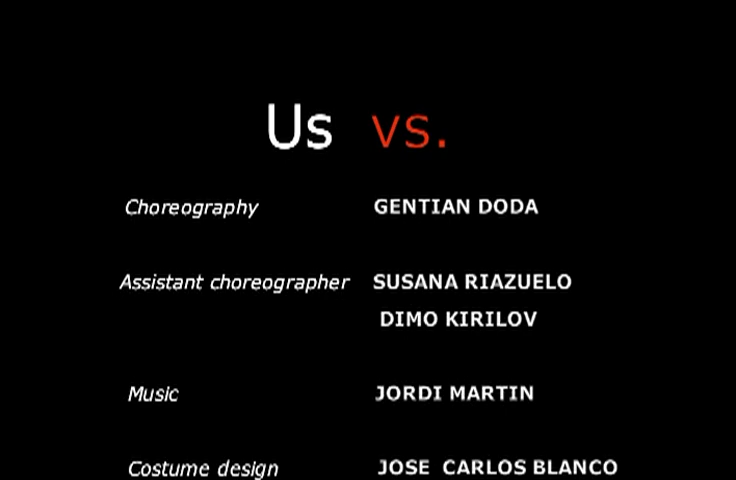 Us vs.
Choreography GENTIAN DODA
Assistant choreographer SUSANA RIAZUELO
DIMO KIRILOV
Music JORDI MARTIN
Costume design JOSE CARLOS BLANCO